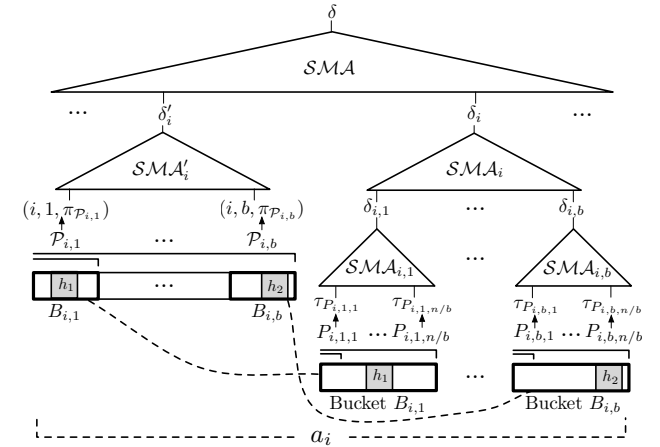 δ
SMA
... δ′_i δ_i ...
SMA′_i SMA_i
(i, 1, π_{P_{i,1}}) (i, b, π_{P_{i,b}}) δ_{i,1} ... δ_{i,b}
P_{i,1} ... P_{i,b}
SMA_{i,1} ... SMA_{i,b}
h_1 ... h_2
τ_{P_{i,1,1}} τ_{P_{i,1,n/b}} τ_{P_{i,b,1}} τ_{P_{i,b,n/b}}
B_{i,1} B_{i,b}
P_{i,1,1} ... P_{i,1,n/b} P_{i,b,1} ... P_{i,b,n/b}
h_1 ... h_2
Bucket B_{i,1} Bucket B_{i,b}
a_i